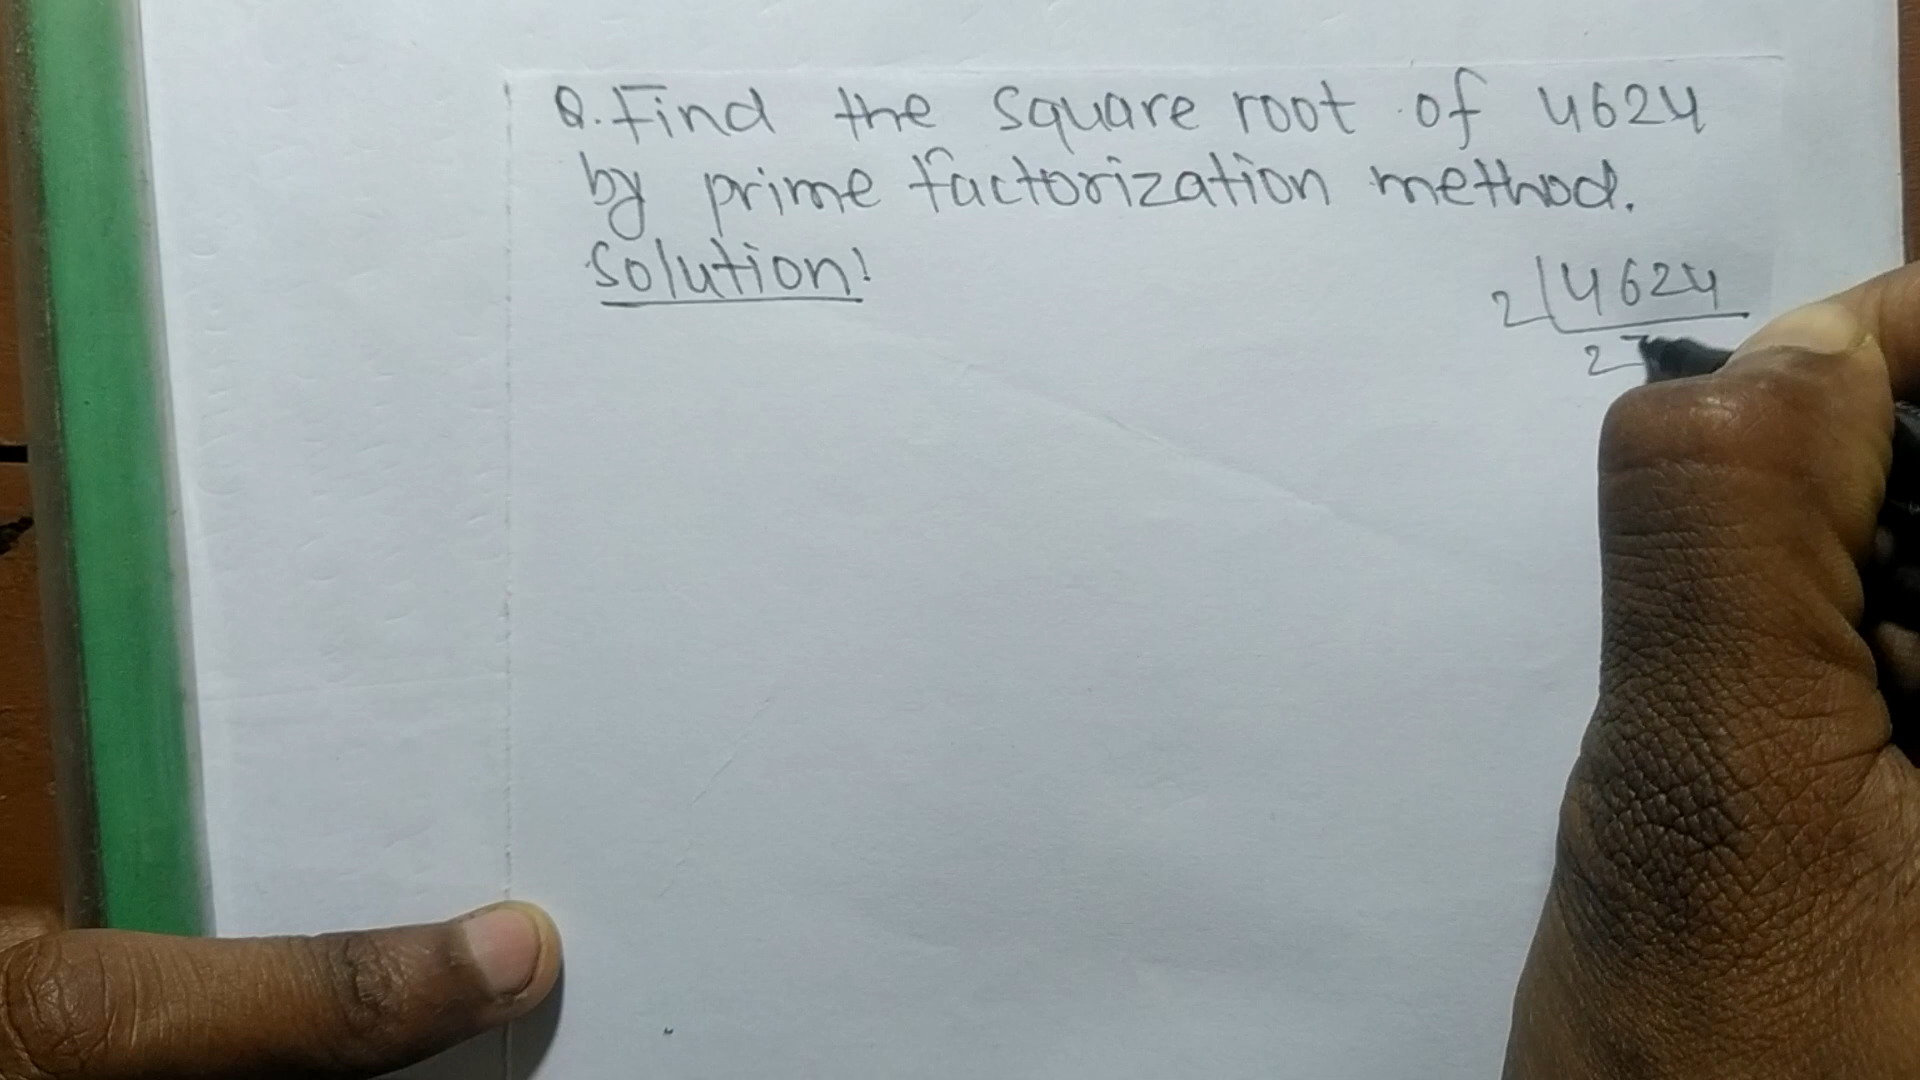 Q. Find the square root of 4624
by prime factorization method.
Solution:
2 4624
2